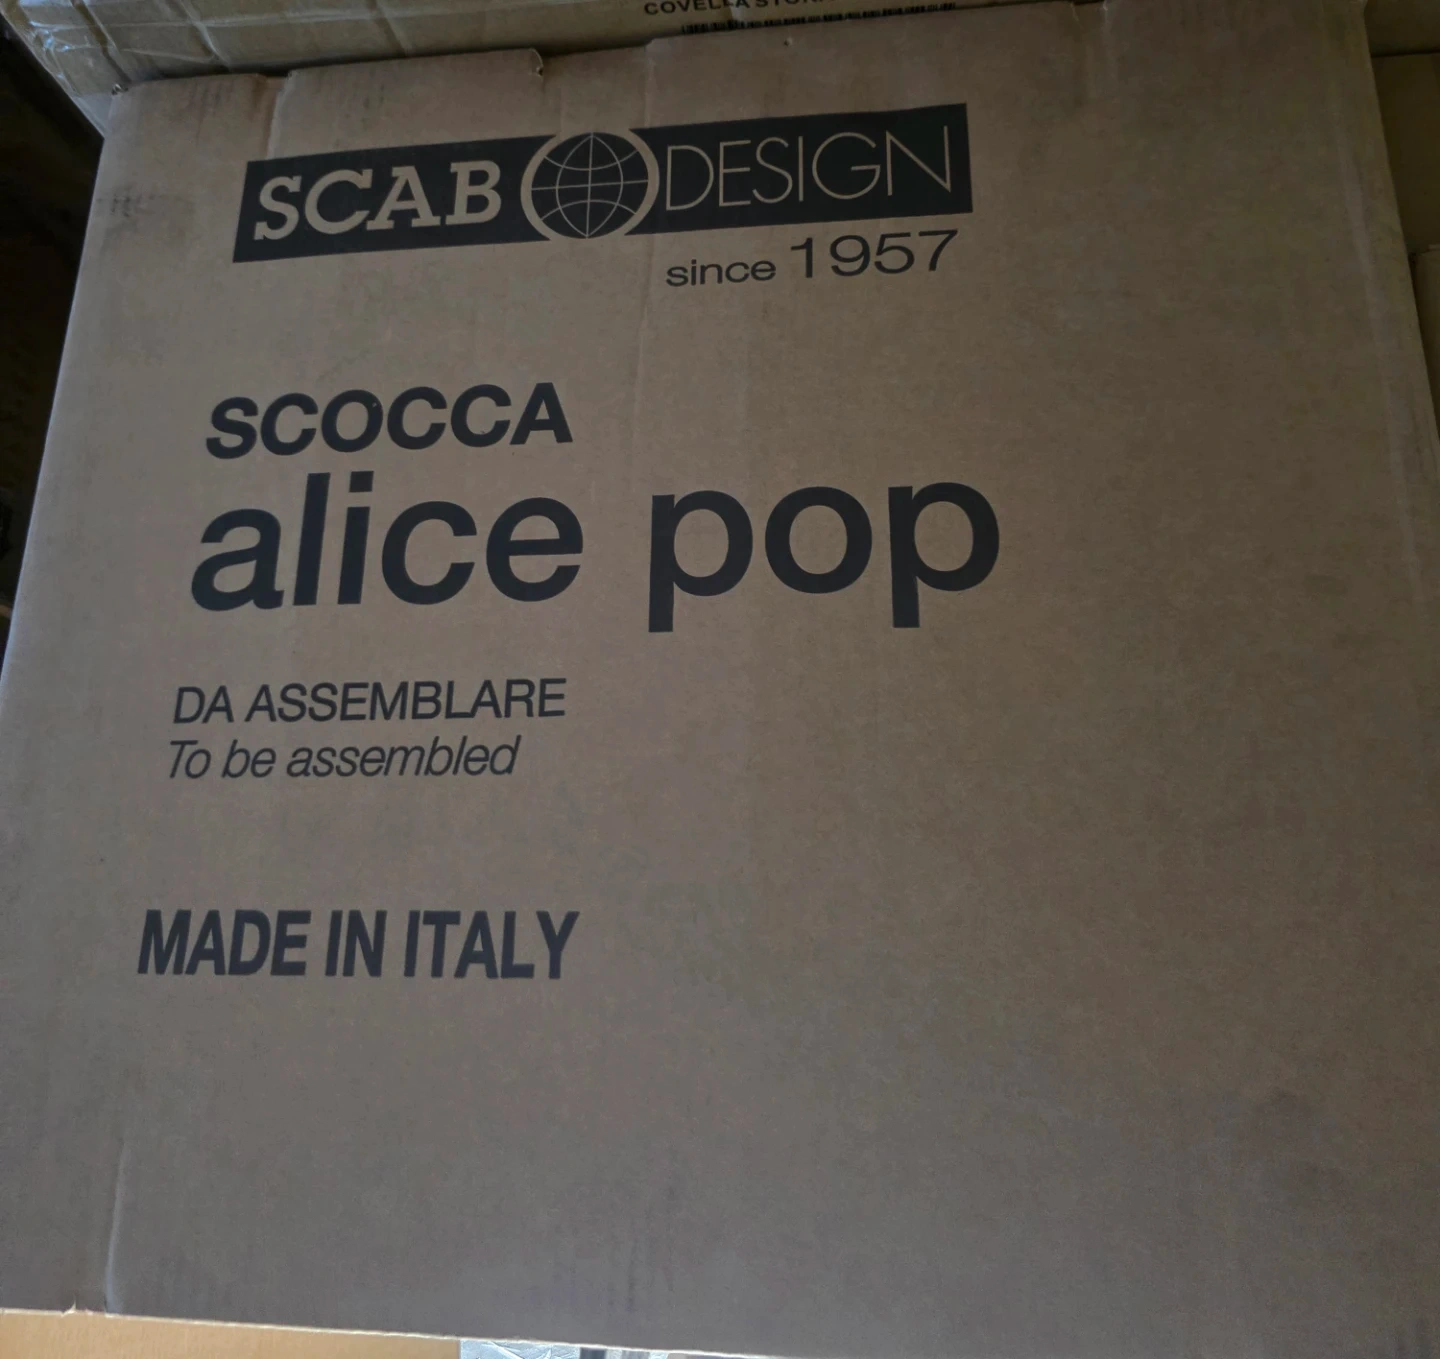 SCAB DESIGN
since 1957
SCOCCA
alice pop
DA ASSEMBLARE
To be assembled
MADE IN ITALY